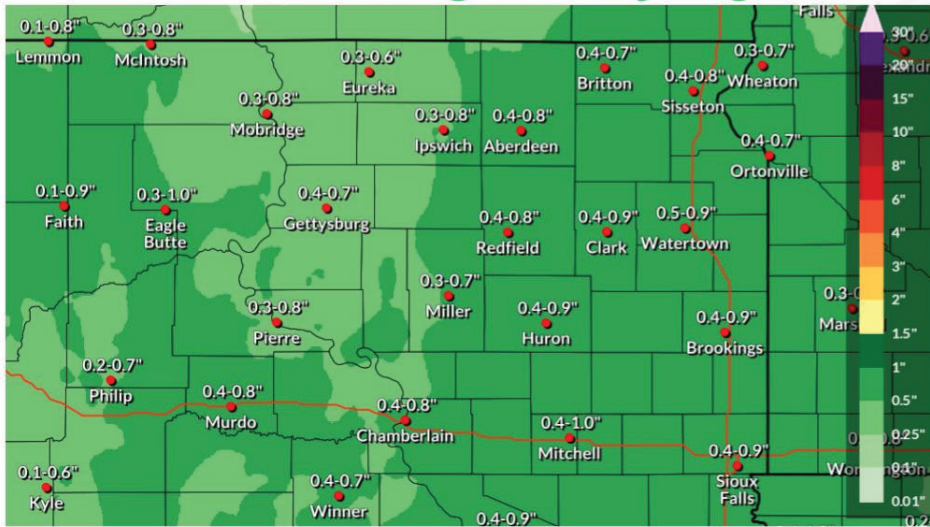 Falls
0.1-0.8"
Lemmon
0.3-0.8"
McIntosh
0.3-0.6"
Eureka
0.4-0.7"
Britton
0.4-0.8"
Sisseton
0.3-0.7"
Wheaton
0.3-0.8"
Mobridge
0.3-0.8"
Ipswich
0.4-0.8"
Aberdeen
0.4-0.7"
Ortonville
0.1-0.9"
Faith
0.3-1.0"
Eagle
Butte
0.4-0.7"
Gettysburg
0.4-0.8"
Redfield
0.4-0.9"
Clark
0.5-0.9"
Watertown
0.3-0.8"
Pierre
0.3-0.7"
Miller
0.4-0.9"
Huron
0.4-0.9"
Brookings
0.2-0.7"
Philip
0.4-0.8"
Murdo
0.4-0.8"
Chamberlain
0.4-1.0"
Mitchell
0.4-0.9"
Sioux
Falls
0.1-0.6"
Kyle
0.4-0.7"
Winner
0.4-0.9"
30"
20"
15"
10"
8"
6"
4"
3"
2"
1.5"
1"
0.5"
0.25"
0.1"
0.01"